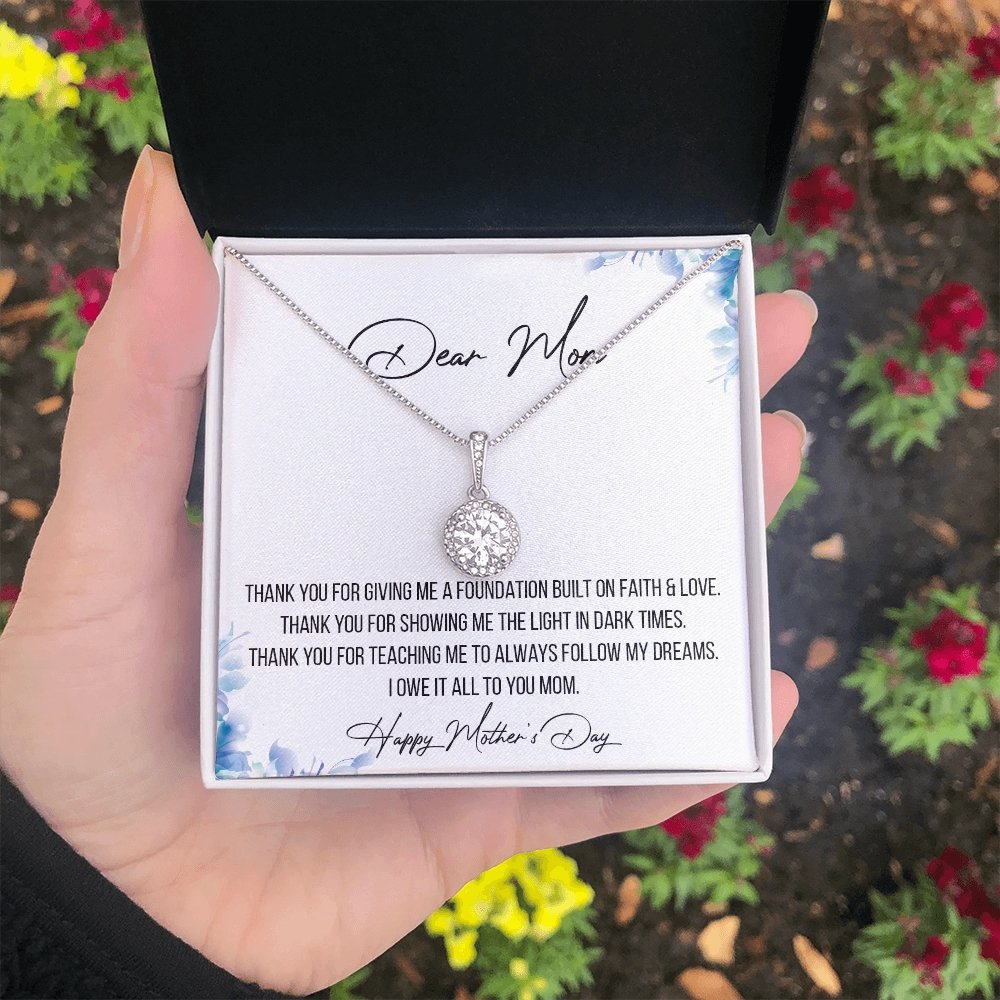 Dear Mom
THANK YOU FOR GIVING ME A FOUNDATION BUILT ON FAITH & LOVE.
THANK YOU FOR SHOWING ME THE LIGHT IN DARK TIMES.
THANK YOU FOR TEACHING ME TO ALWAYS FOLLOW MY DREAMS.
I OWE IT ALL TO YOU MOM.
Happy Mother's Day